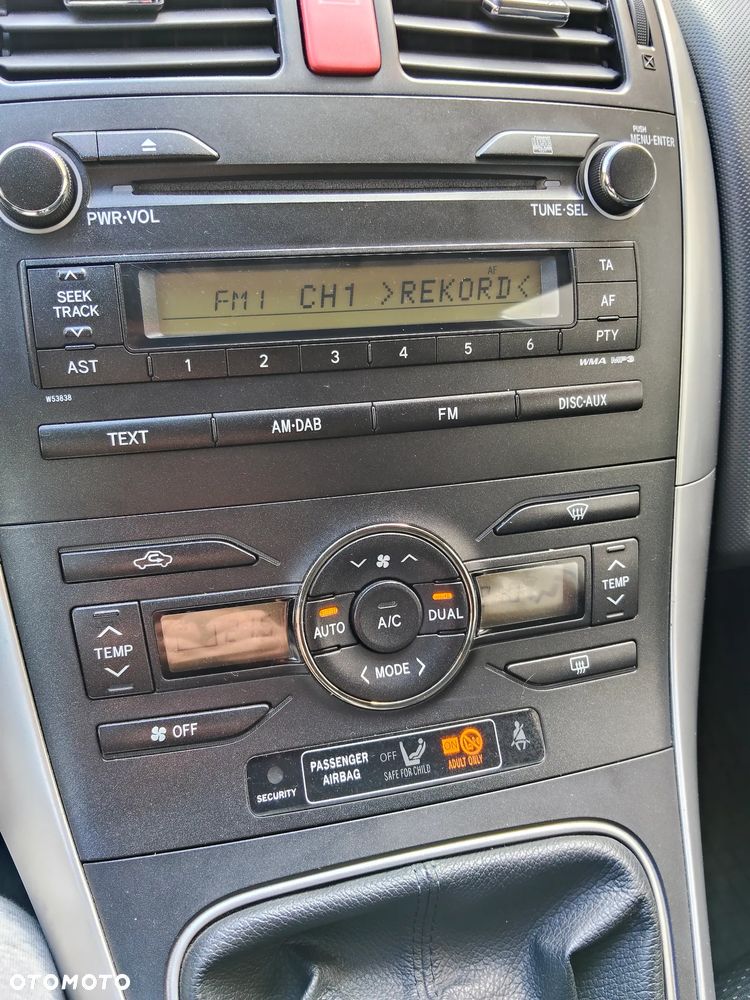 PUSH
MENU·ENTER
PWR·VOL
TUNE·SEL
AF
FM1 CH1 >REKORD<
SEEK
TRACK
TA
AF
PTY
AST 1 2 3 4 5 6
WMA MP3
W53838
TEXT AM·DAB FM DISC·AUX
AUTO A/C DUAL
TEMP
TEMP
< MODE >
OFF
SECURITY
PASSENGER
AIRBAG
OFF
SAFE FOR CHILD
ON
ADULT ONLY
OTOMOTO